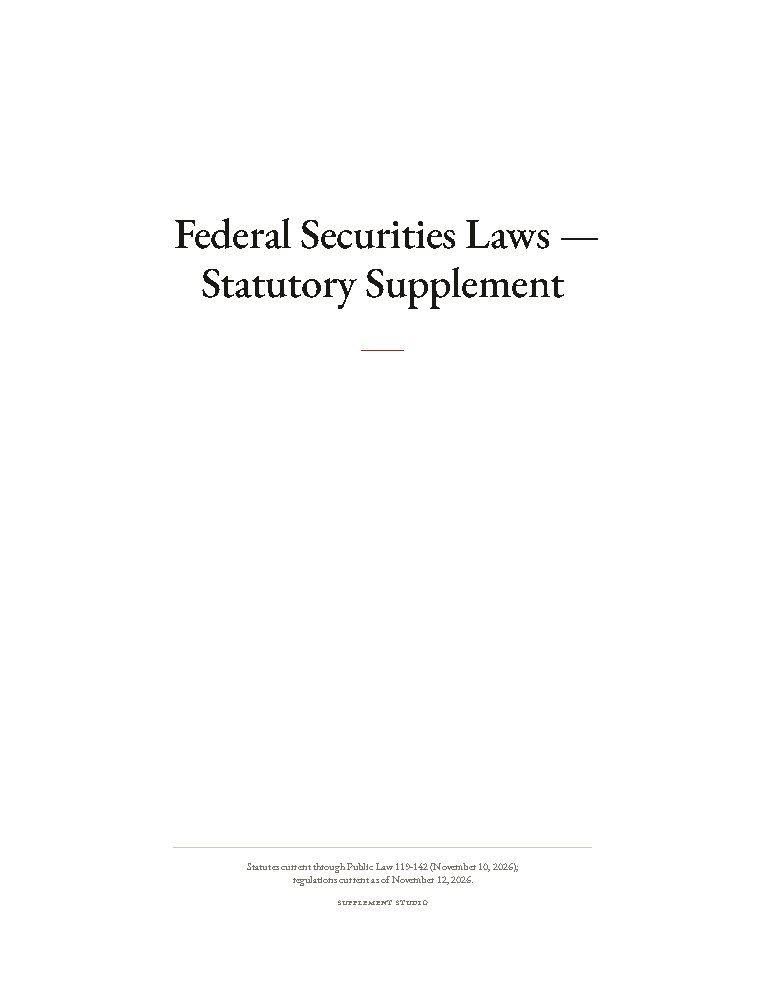 Federal Securities Laws —
Statutory Supplement
Statutes current through Public Law 119-142 (November 10, 2026);
regulations current as of November 12, 2026.
SUPPLEMENT STUDIO